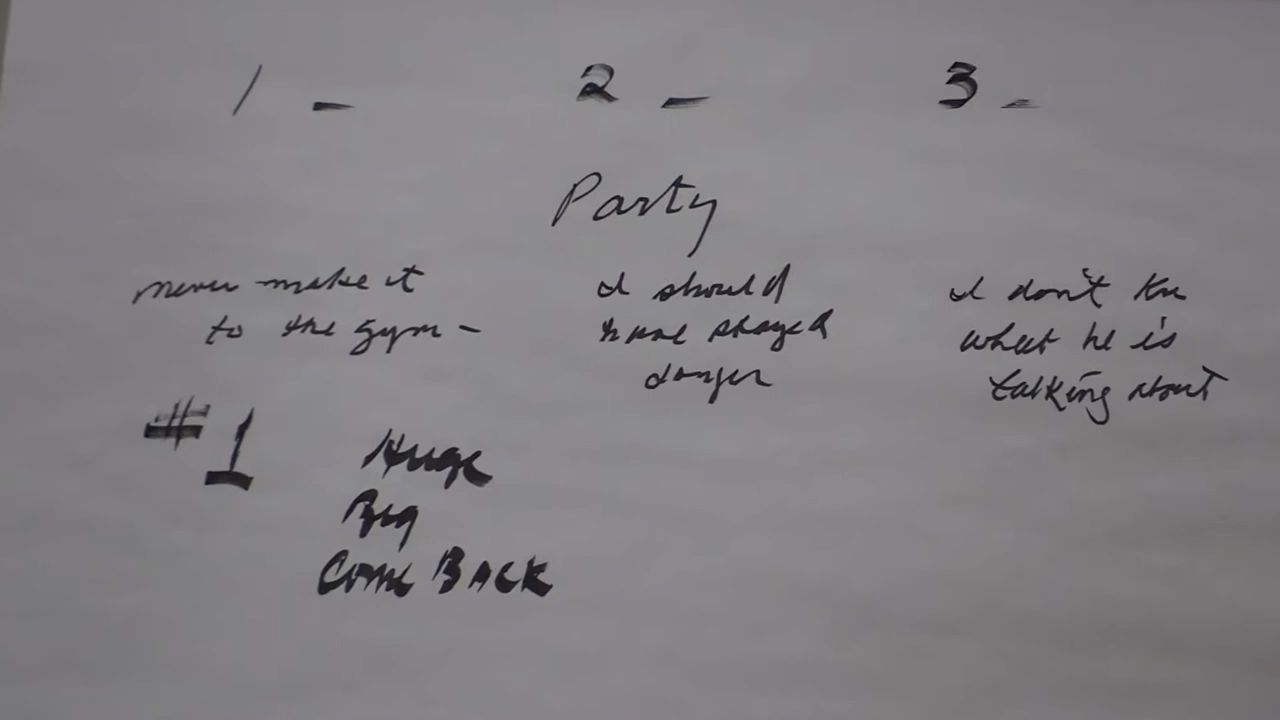 1 - 2 - 3 -
Party
never make it
to the gym -
I should
have stayed
longer
I don't kn
what he is
talking about
#1
Huge
Big
Come BACK